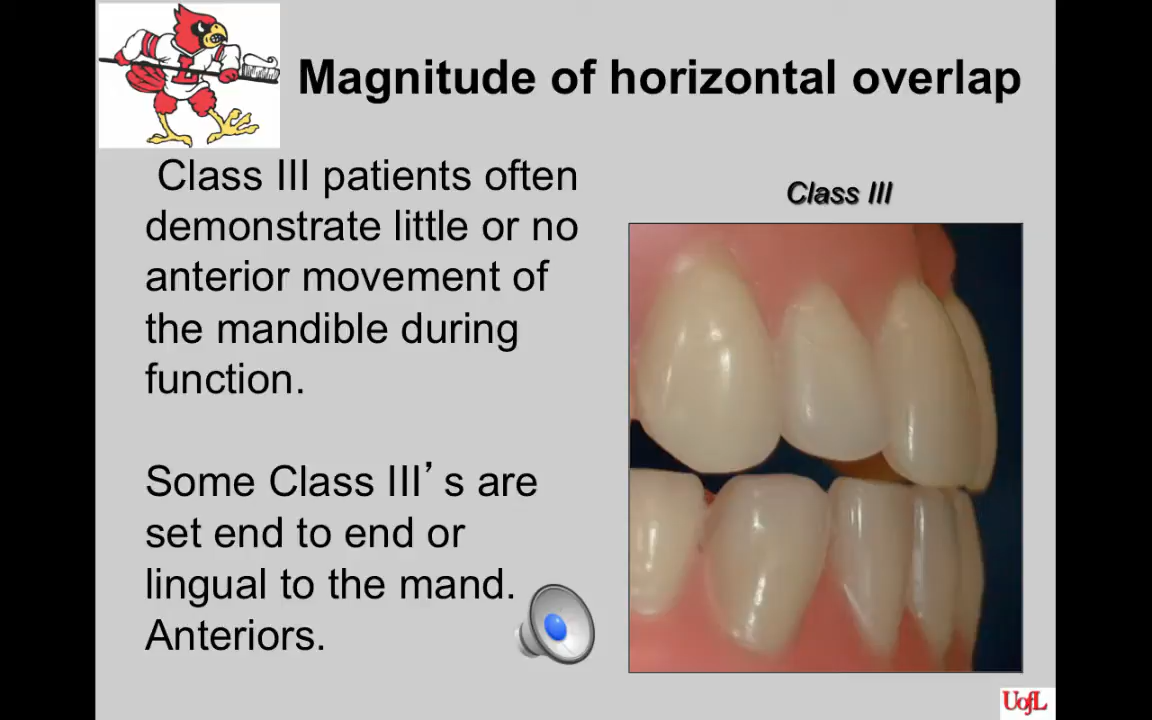 Magnitude of horizontal overlap
Class III patients often
demonstrate little or no
anterior movement of
the mandible during
function.
Some Class III’s are
set end to end or
lingual to the mand.
Anteriors.
Class III
L
UofL